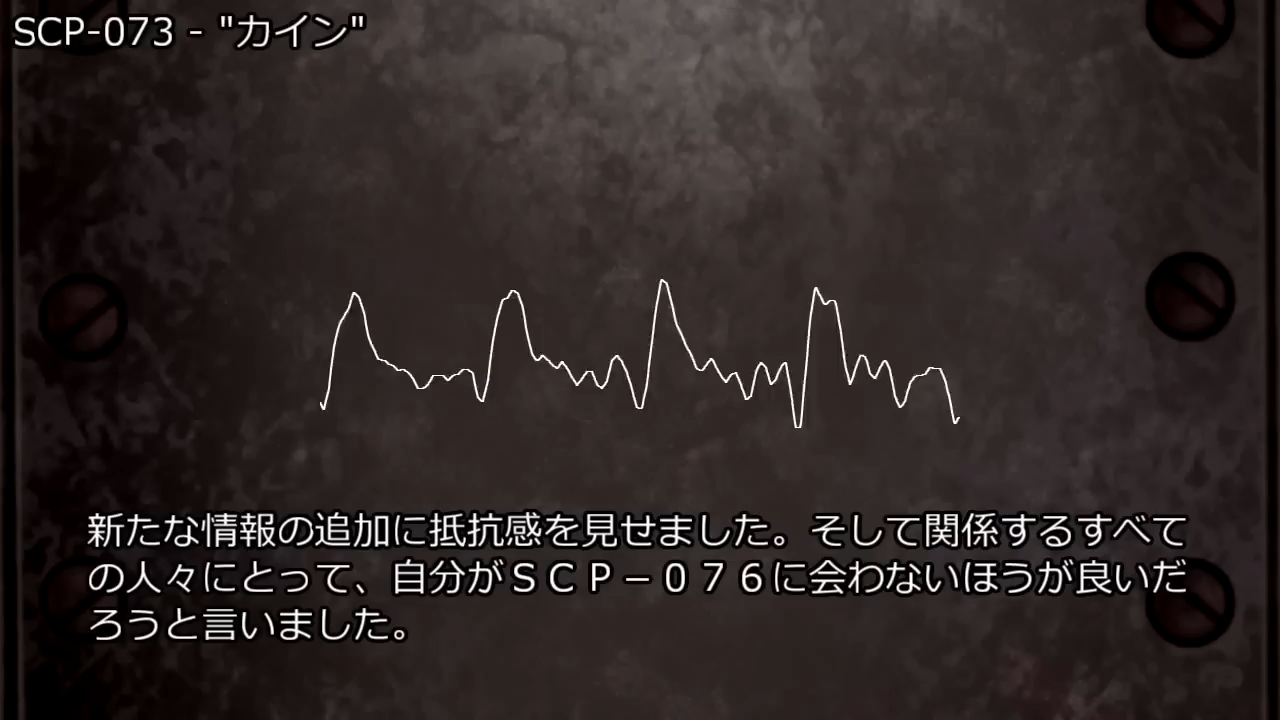 SCP-073 - "カイン"
新たな情報の追加に抵抗感を見せました。そして関係するすべて
の人々にとって、自分がＳＣＰ－０７６に会わないほうが良いだ
ろうと言いました。